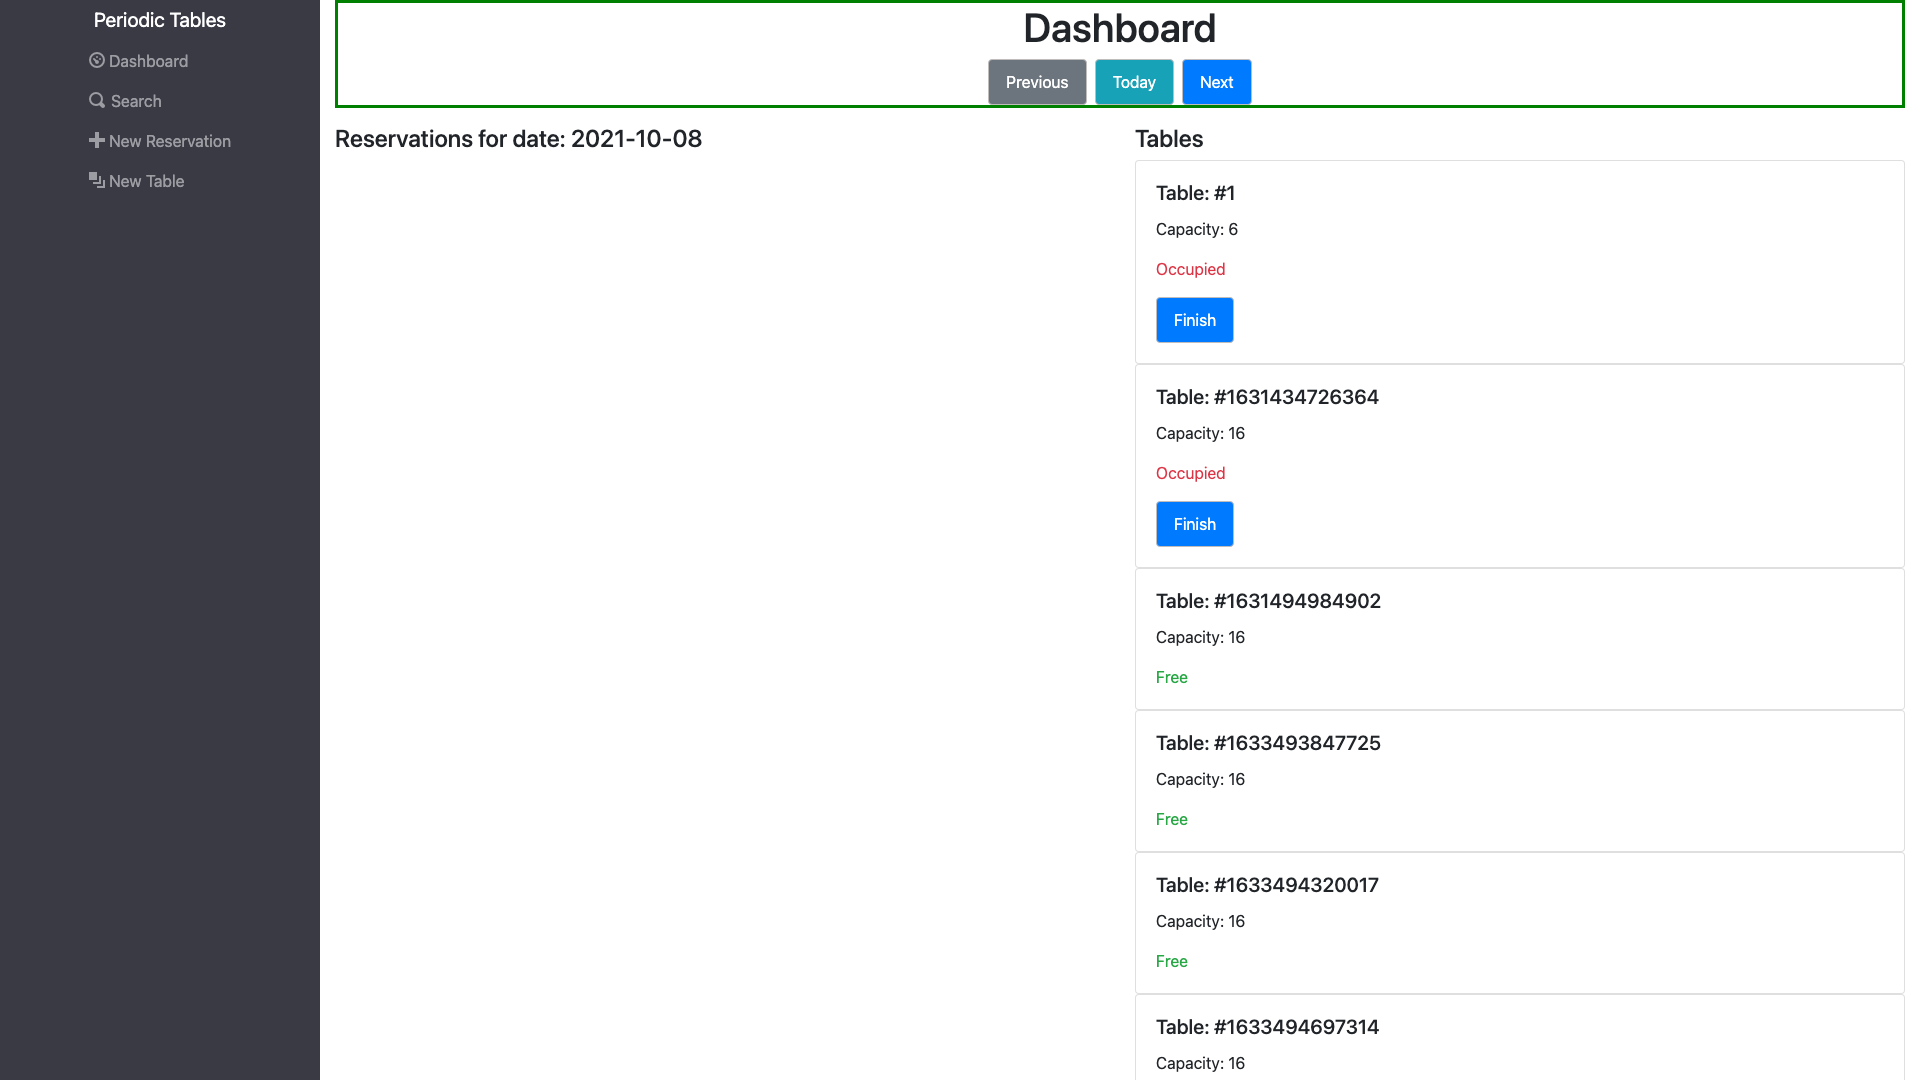 Periodic Tables
Dashboard
Search
New Reservation
New Table
Dashboard
Previous
Today
Next
Reservations for date: 2021-10-08
Tables
Table: #1
Capacity: 6
Occupied
Finish
Table: #1631434726364
Capacity: 16
Occupied
Finish
Table: #1631494984902
Capacity: 16
Free
Table: #1633493847725
Capacity: 16
Free
Table: #1633494320017
Capacity: 16
Free
Table: #1633494697314
Capacity: 16